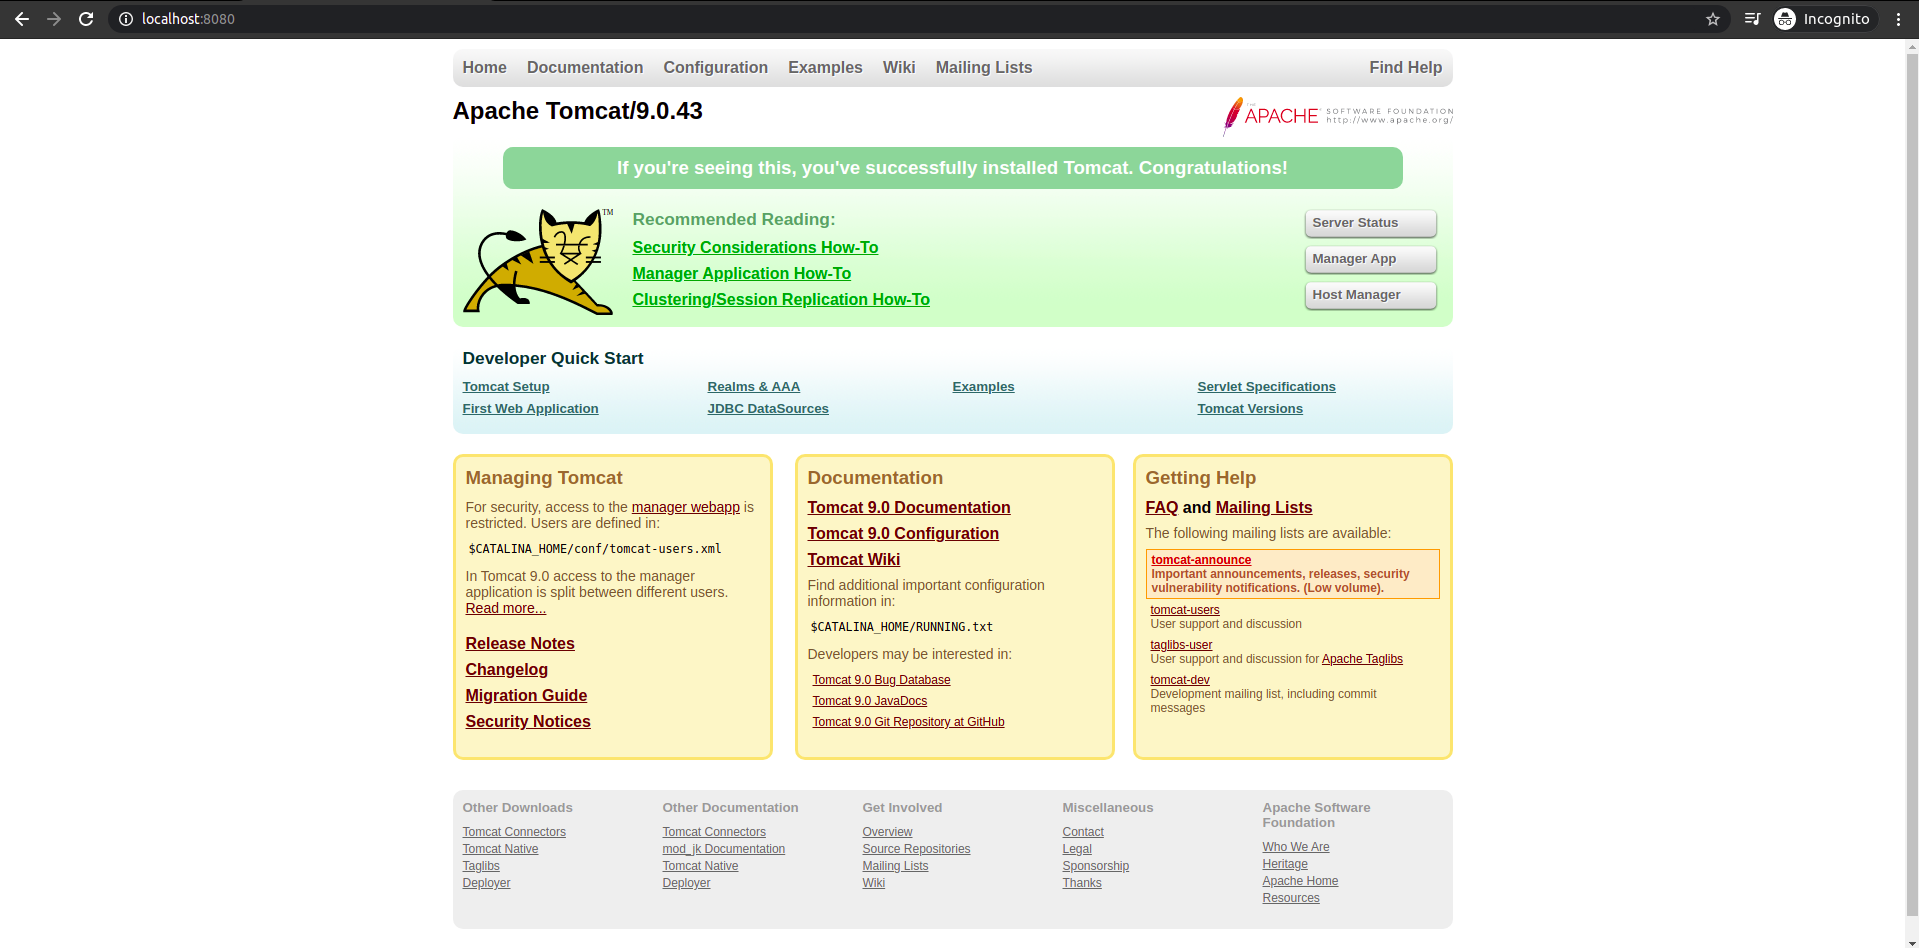 localhost:8080
Incognito
Home Documentation Configuration Examples Wiki Mailing Lists Find Help
Apache Tomcat/9.0.43
THE APACHE SOFTWARE FOUNDATION
http://www.apache.org/
If you're seeing this, you've successfully installed Tomcat. Congratulations!
TM
Recommended Reading:
Security Considerations How-To
Manager Application How-To
Clustering/Session Replication How-To
Server Status
Manager App
Host Manager
Developer Quick Start
Tomcat Setup
First Web Application
Realms & AAA
JDBC DataSources
Examples
Servlet Specifications
Tomcat Versions
Managing Tomcat
For security, access to the manager webapp is
restricted. Users are defined in:
$CATALINA_HOME/conf/tomcat-users.xml
In Tomcat 9.0 access to the manager
application is split between different users.
Read more...
Release Notes
Changelog
Migration Guide
Security Notices
Documentation
Tomcat 9.0 Documentation
Tomcat 9.0 Configuration
Tomcat Wiki
Find additional important configuration
information in:
$CATALINA_HOME/RUNNING.txt
Developers may be interested in:
Tomcat 9.0 Bug Database
Tomcat 9.0 JavaDocs
Tomcat 9.0 Git Repository at GitHub
Getting Help
FAQ and Mailing Lists
The following mailing lists are available:
tomcat-announce
Important announcements, releases, security
vulnerability notifications. (Low volume).
tomcat-users
User support and discussion
taglibs-user
User support and discussion for Apache Taglibs
tomcat-dev
Development mailing list, including commit
messages
Other Downloads
Tomcat Connectors
Tomcat Native
Taglibs
Deployer
Other Documentation
Tomcat Connectors
mod_jk Documentation
Tomcat Native
Deployer
Get Involved
Overview
Source Repositories
Mailing Lists
Wiki
Miscellaneous
Contact
Legal
Sponsorship
Thanks
Apache Software
Foundation
Who We Are
Heritage
Apache Home
Resources